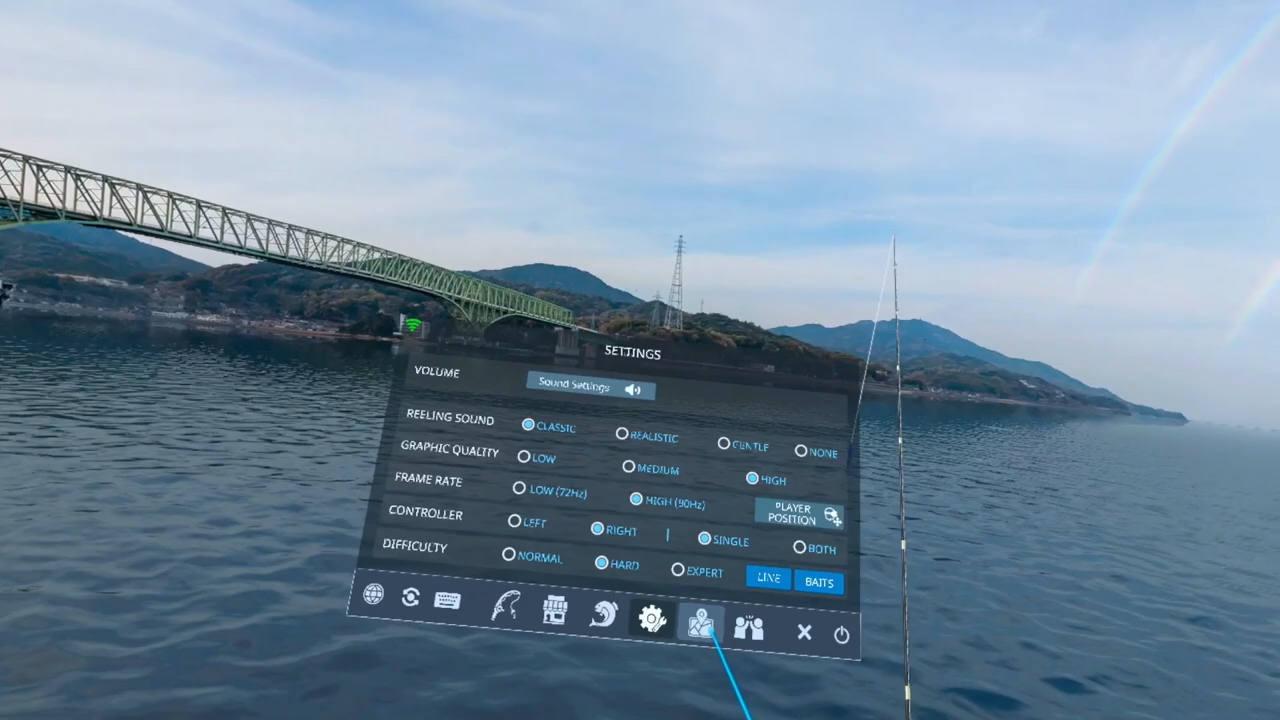 SETTINGS
VOLUME Sound Settings
REELING SOUND CLASSIC REALISTIC GENTLE NONE
GRAPHIC QUALITY LOW MEDIUM HIGH
FRAME RATE LOW (72Hz) HIGH (90Hz) PLAYER POSITION
CONTROLLER LEFT RIGHT | SINGLE BOTH
DIFFICULTY NORMAL HARD EXPERT LINE BAITS